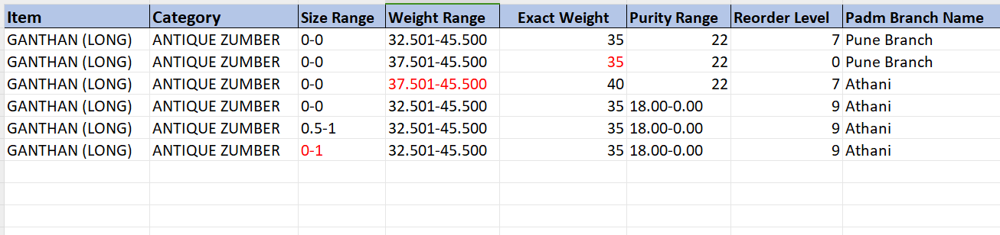 Item Category Size Range Weight Range Exact Weight Purity Range Reorder Level Padm Branch Name
GANTHAN (LONG) ANTIQUE ZUMBER 0-0 32.501-45.500 35 22 7 Pune Branch
GANTHAN (LONG) ANTIQUE ZUMBER 0-0 37.501-45.500 35 22 0 Pune Branch
GANTHAN (LONG) ANTIQUE ZUMBER 0-0 37.501-45.500 40 22 7 Athani
GANTHAN (LONG) ANTIQUE ZUMBER 0-0 32.501-45.500 35 18.00-0.00 9 Athani
GANTHAN (LONG) ANTIQUE ZUMBER 0.5-1 32.501-45.500 35 18.00-0.00 9 Athani
GANTHAN (LONG) ANTIQUE ZUMBER 0-1 32.501-45.500 35 18.00-0.00 9 Athani